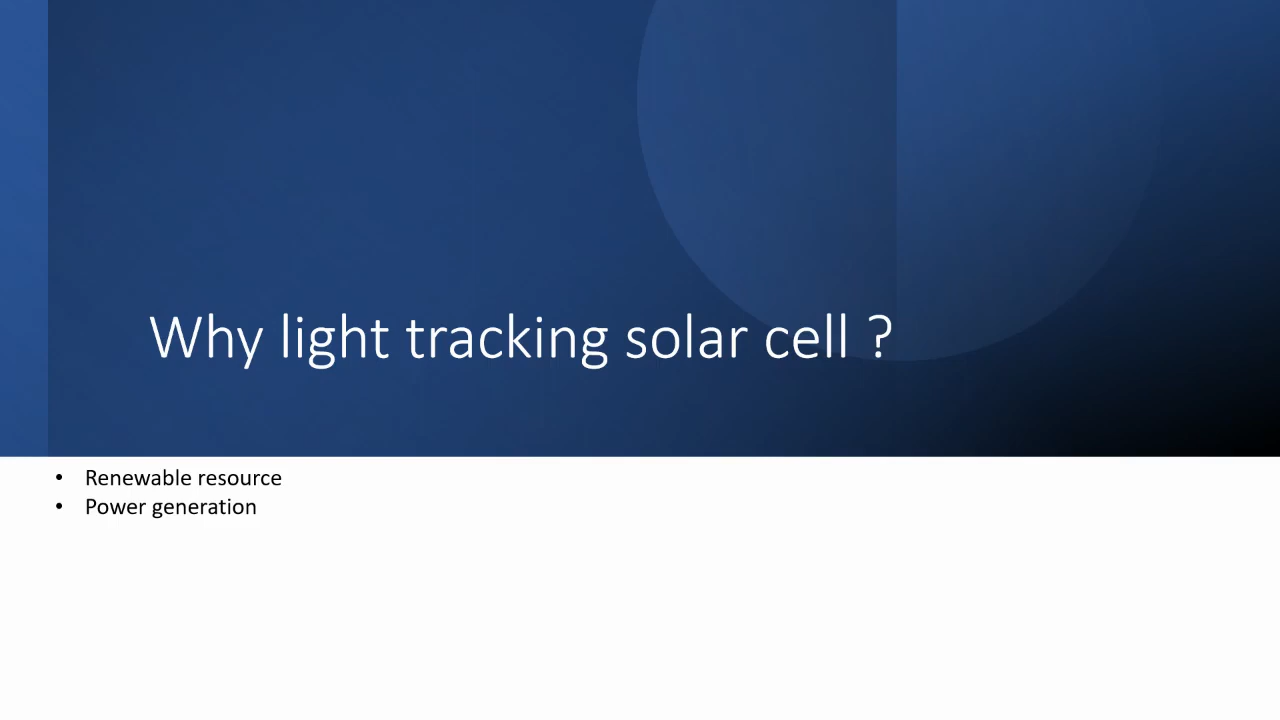 Why light tracking solar cell ?
• Renewable resource
• Power generation